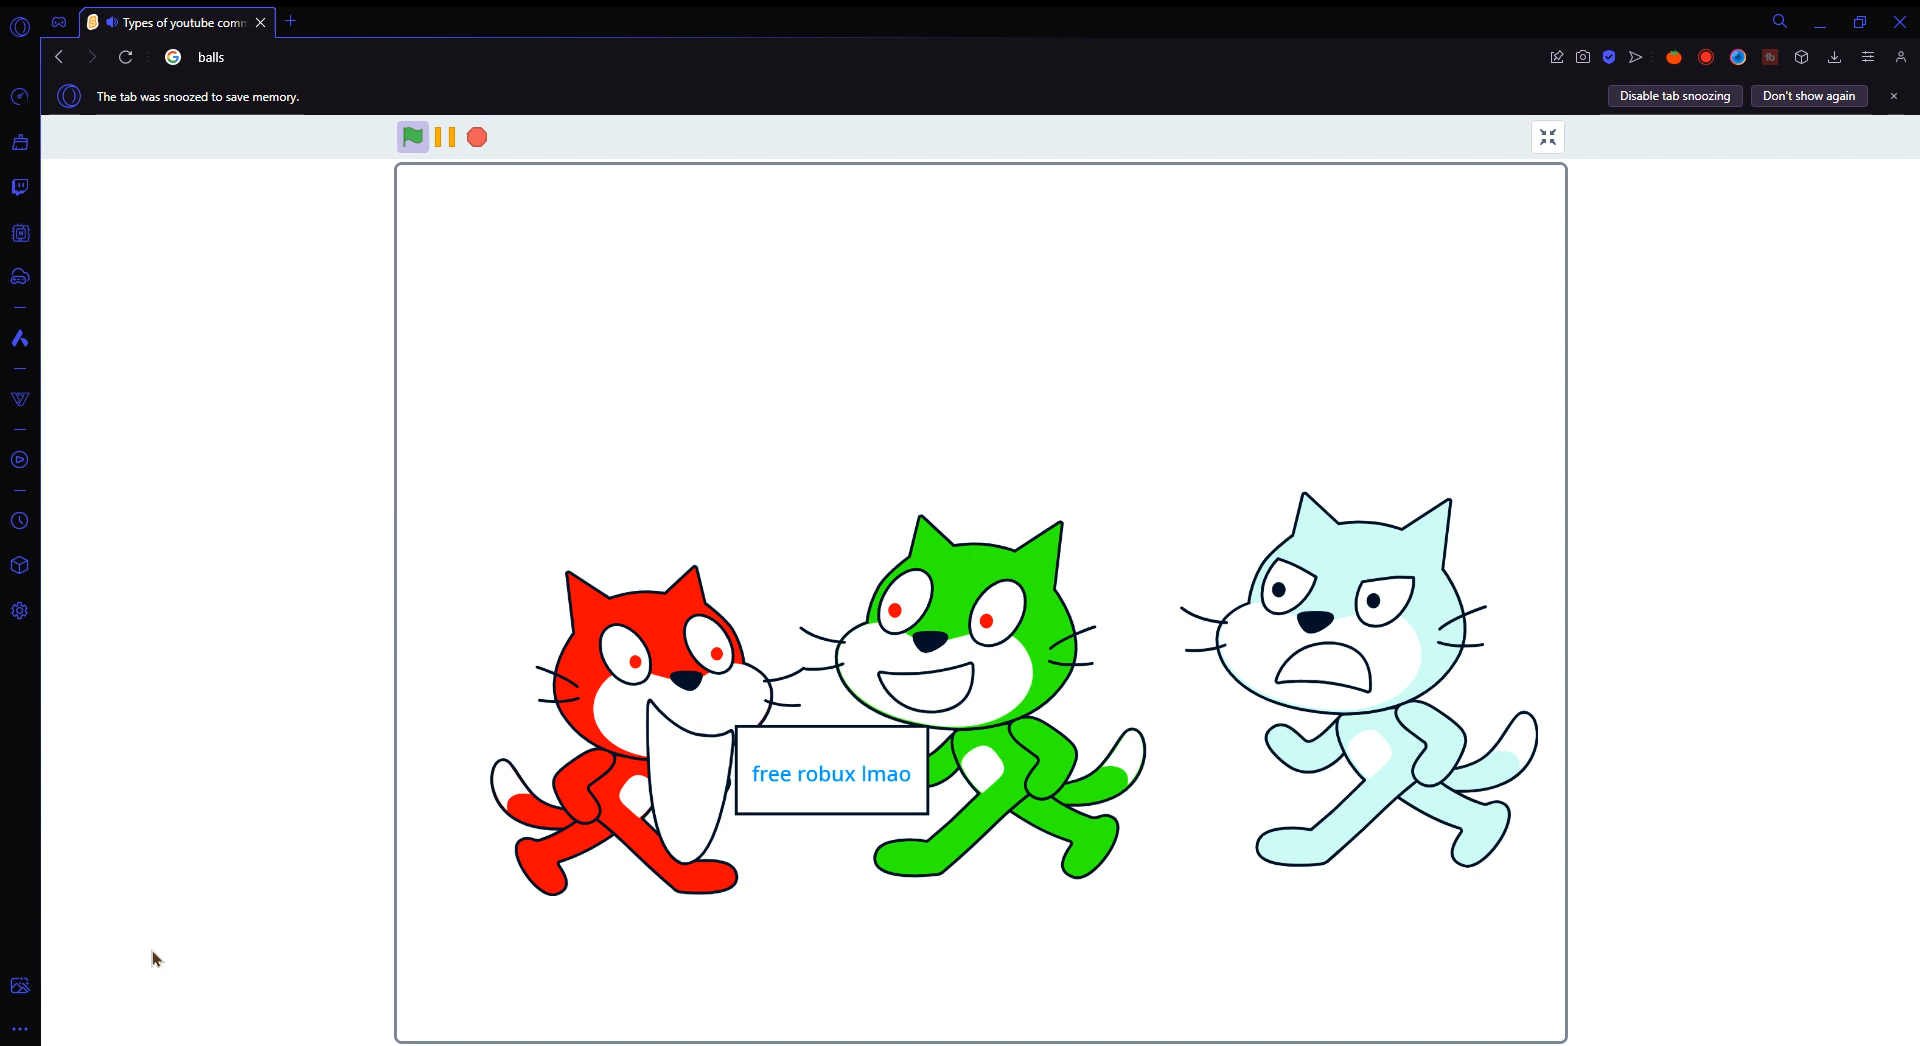 Types of youtube comm
balls
The tab was snoozed to save memory.
Disable tab snoozing
Don't show again
free robux lmao